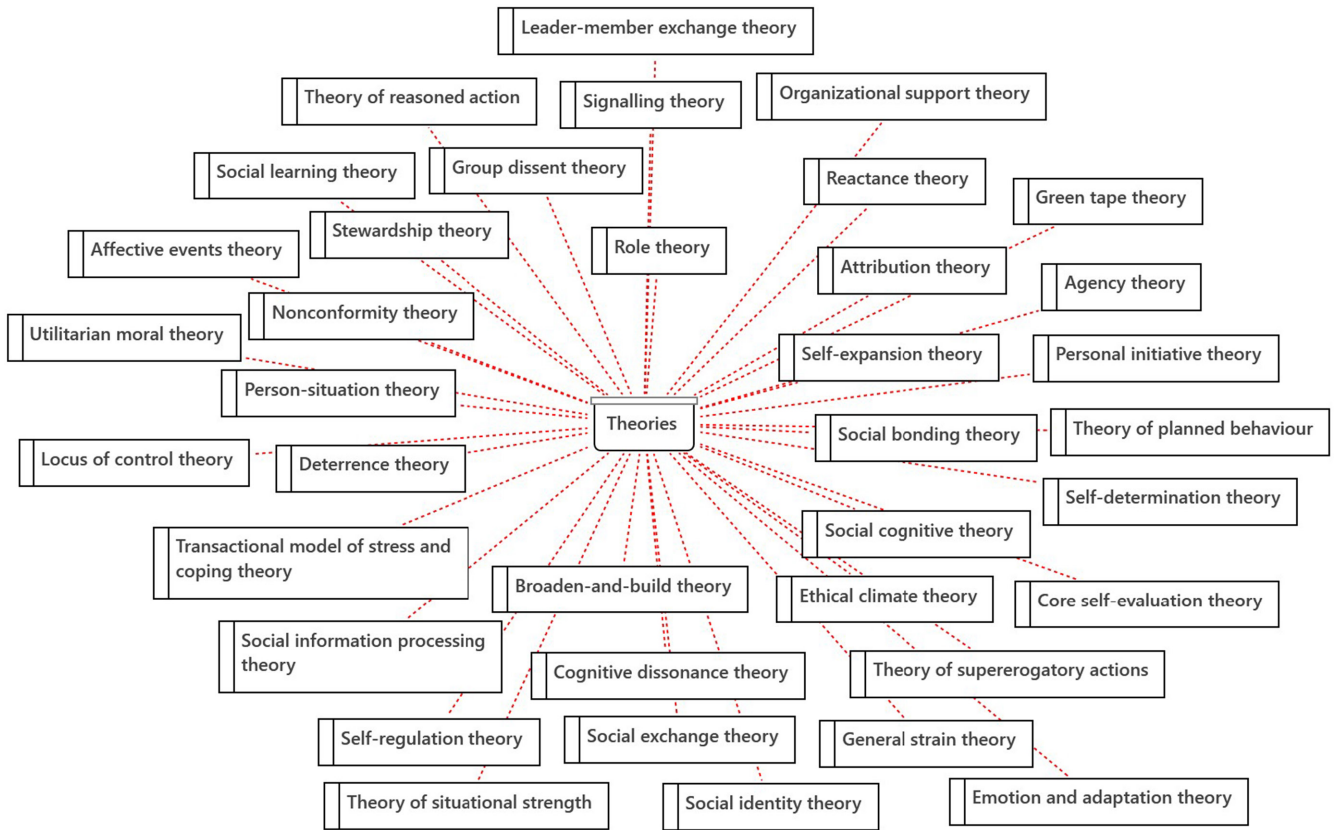 Leader-member exchange theory
Theory of reasoned action
Signalling theory
Organizational support theory
Social learning theory
Group dissent theory
Reactance theory
Green tape theory
Affective events theory
Stewardship theory
Role theory
Attribution theory
Agency theory
Utilitarian moral theory
Nonconformity theory
Self-expansion theory
Personal initiative theory
Person-situation theory
Theories
Social bonding theory
Theory of planned behaviour
Locus of control theory
Deterrence theory
Self-determination theory
Transactional model of stress and
coping theory
Social cognitive theory
Broaden-and-build theory
Ethical climate theory
Core self-evaluation theory
Social information processing
theory
Cognitive dissonance theory
Theory of supererogatory actions
Self-regulation theory
Social exchange theory
General strain theory
Theory of situational strength
Social identity theory
Emotion and adaptation theory